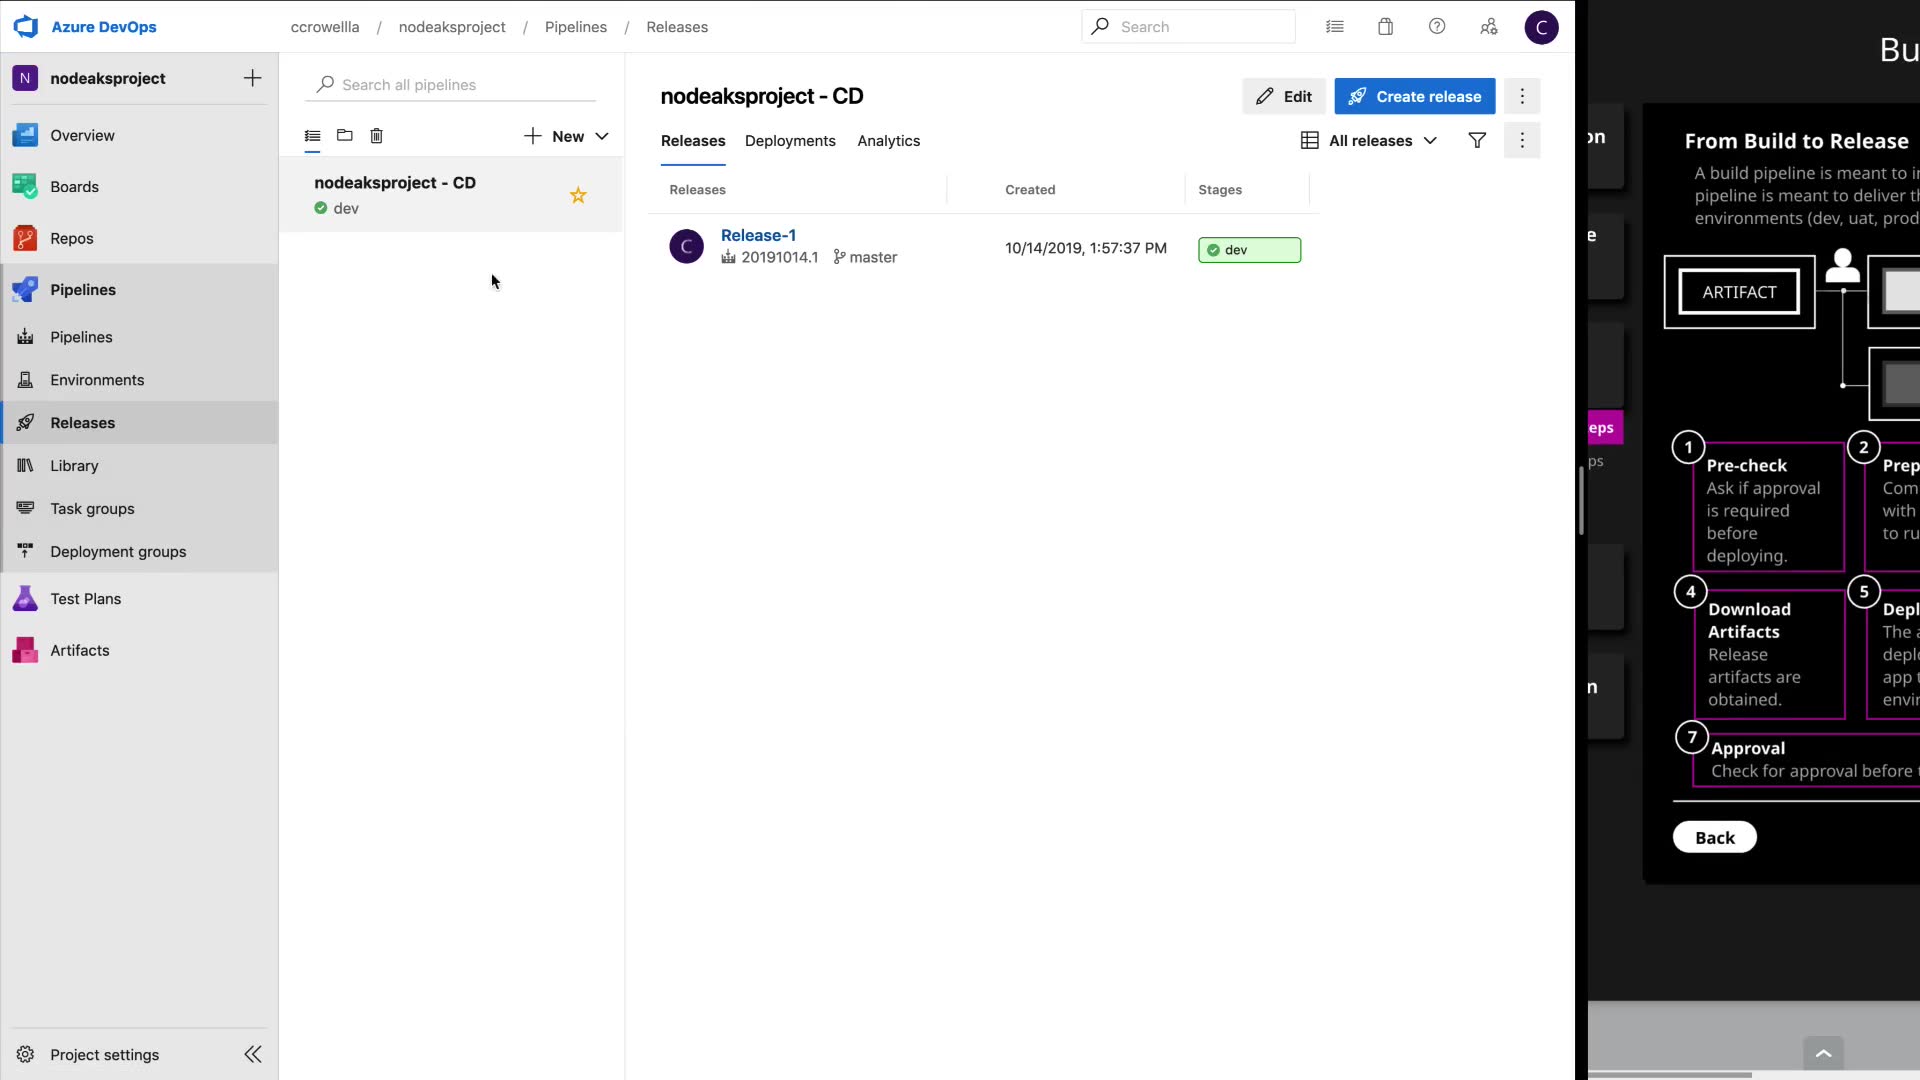 Azure DevOps
ccrowellla / nodeaksproject / Pipelines / Releases
Search
C
N nodeaksproject
Overview
Boards
Repos
Pipelines
Pipelines
Environments
Releases
Library
Task groups
Deployment groups
Test Plans
Artifacts
Project settings
Search all pipelines
New
nodeaksproject - CD
dev
nodeaksproject - CD
Edit
Create release
Releases Deployments Analytics
All releases
Releases Created Stages
C Release-1
20191014.1 master
10/14/2019, 1:57:37 PM
dev
Bu
on
e
eps
ps
n
From Build to Release
A build pipeline is meant to i
pipeline is meant to deliver t
environments (dev, uat, prod
ARTIFACT
1
Pre-check
Ask if approval
is required
before
deploying.
2
Prep
Com
with
to ru
4
Download
Artifacts
Release
artifacts are
obtained.
5
Depl
The a
deplo
app t
envir
7
Approval
Check for approval before
Back